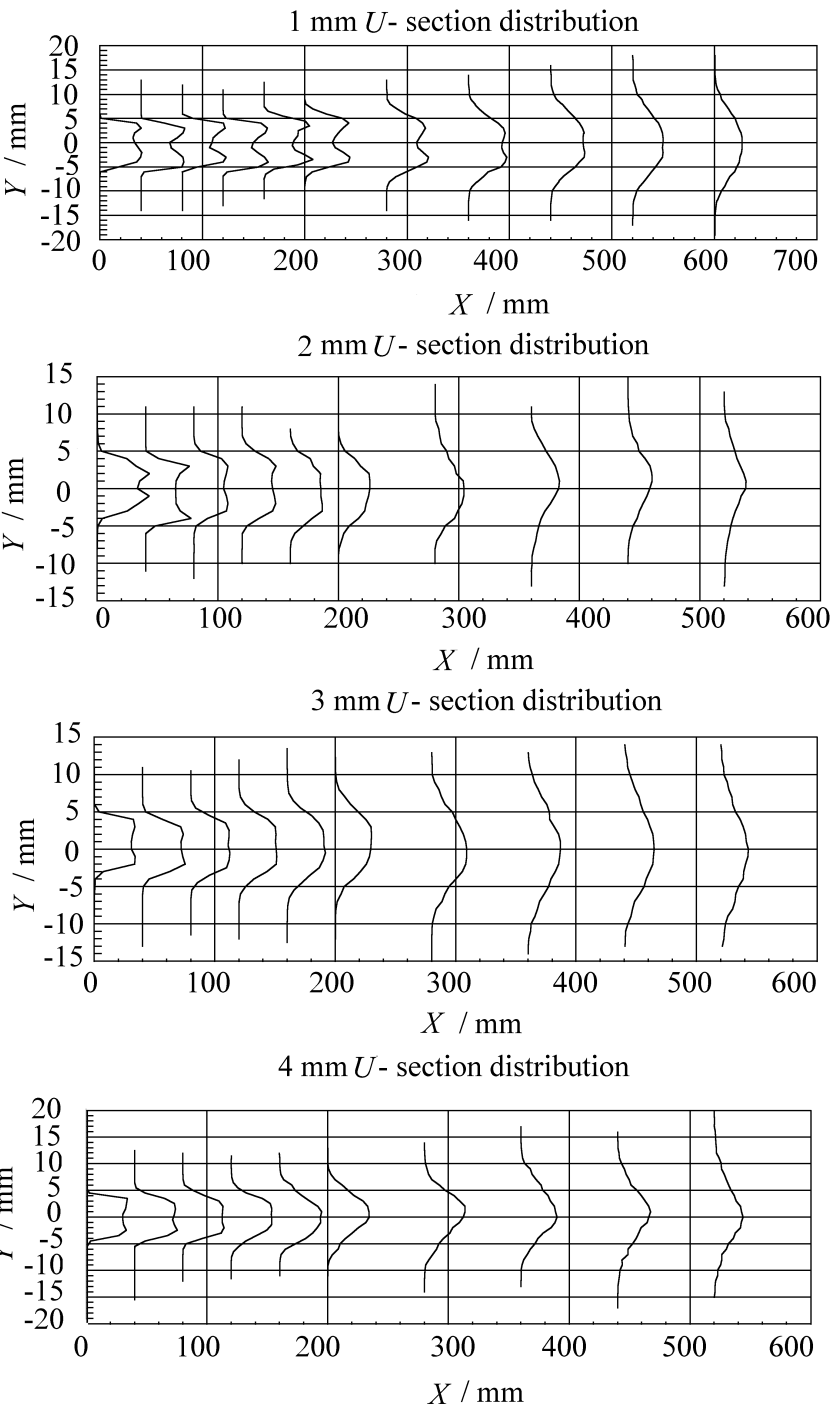 1 mm U- section distribution
20
15
10
5
0
-5
-10
-15
-20
Y / mm
0 100 200 300 400 500 600 700
X / mm
2 mm U- section distribution
15
10
5
0
-5
-10
-15
Y / mm
0 100 200 300 400 500 600
X / mm
3 mm U- section distribution
15
10
5
0
-5
-10
-15
Y / mm
0 100 200 300 400 500 600
X / mm
4 mm U- section distribution
20
15
10
5
0
-5
-10
-15
-20
Y / mm
0 100 200 300 400 500 600
X / mm